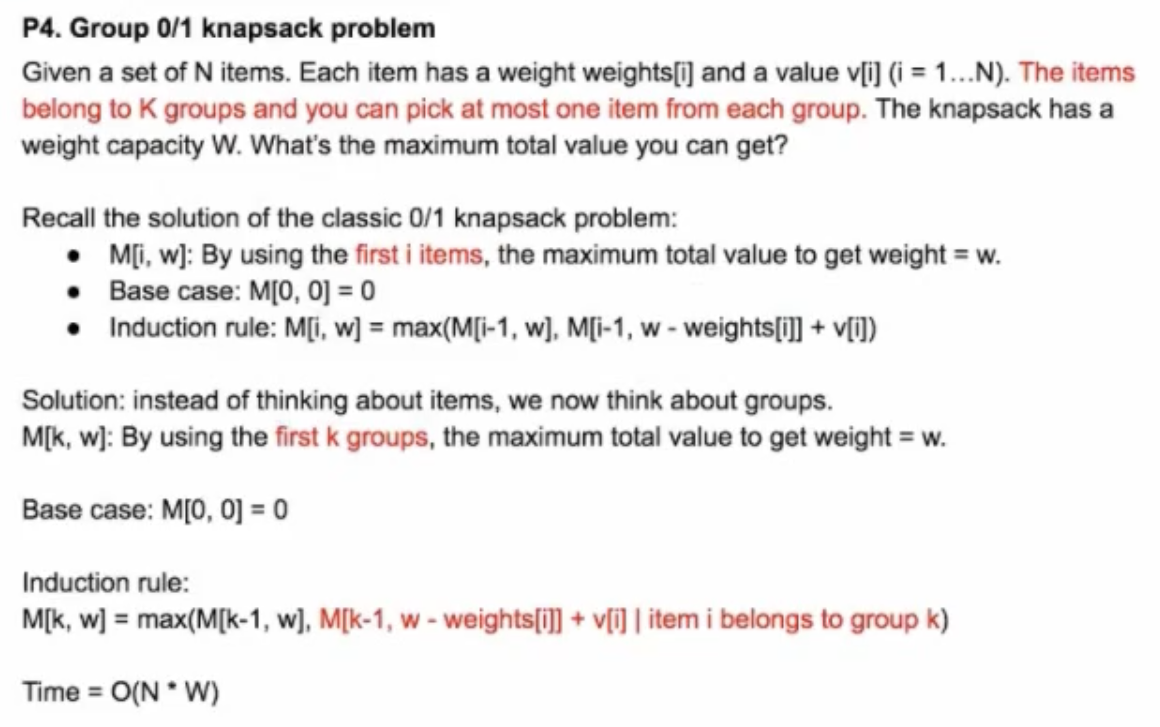 P4. Group 0/1 knapsack problem
Given a set of N items. Each item has a weight weights[i] and a value v[i] (i = 1...N). The items
belong to K groups and you can pick at most one item from each group. The knapsack has a
weight capacity W. What's the maximum total value you can get?
Recall the solution of the classic 0/1 knapsack problem:
● M[i, w]: By using the first i items, the maximum total value to get weight = w.
● Base case: M[0, 0] = 0
● Induction rule: M[i, w] = max(M[i-1, w], M[i-1, w - weights[i]] + v[i])
Solution: instead of thinking about items, we now think about groups.
M[k, w]: By using the first k groups, the maximum total value to get weight = w.
Base case: M[0, 0] = 0
Induction rule:
M[k, w] = max(M[k-1, w], M[k-1, w - weights[i]] + v[i] | item i belongs to group k)
Time = O(N * W)